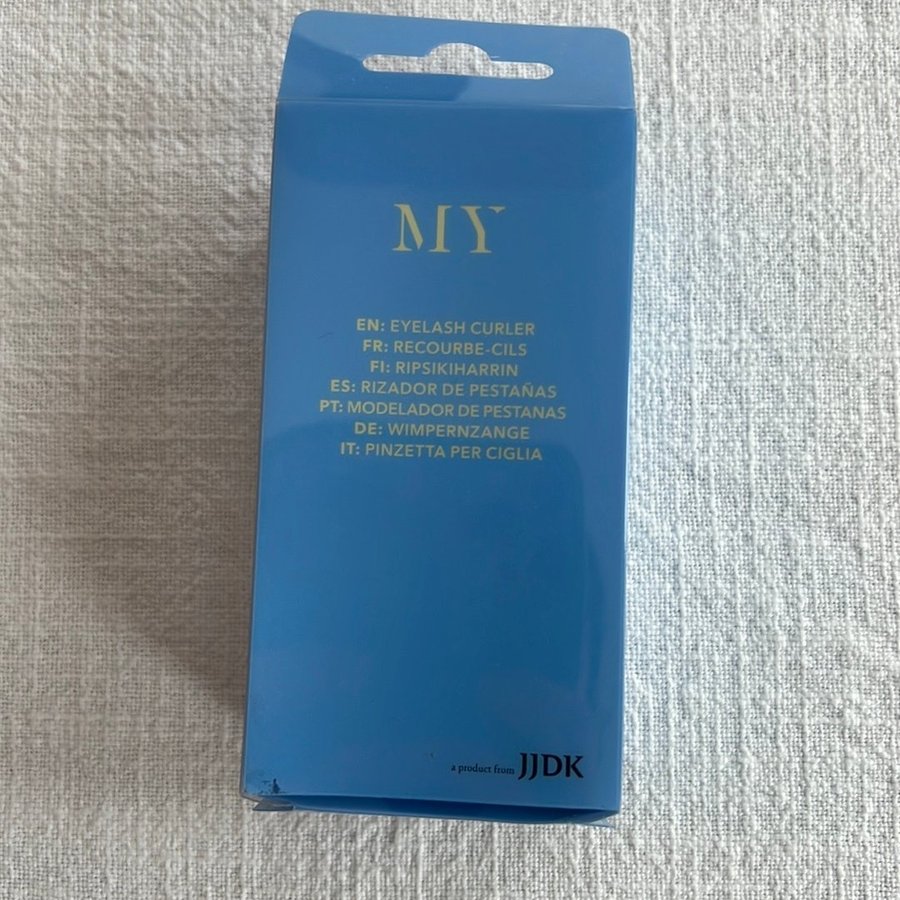 MY
EN: EYELASH CURLER
FR: RECOURBE-CILS
FI: RIPSIKIHARRIN
ES: RIZADOR DE PESTAÑAS
PT: MODELADOR DE PESTANAS
DE: WIMPERNZANGE
IT: PINZETTA PER CIGLIA
a product from JJDK